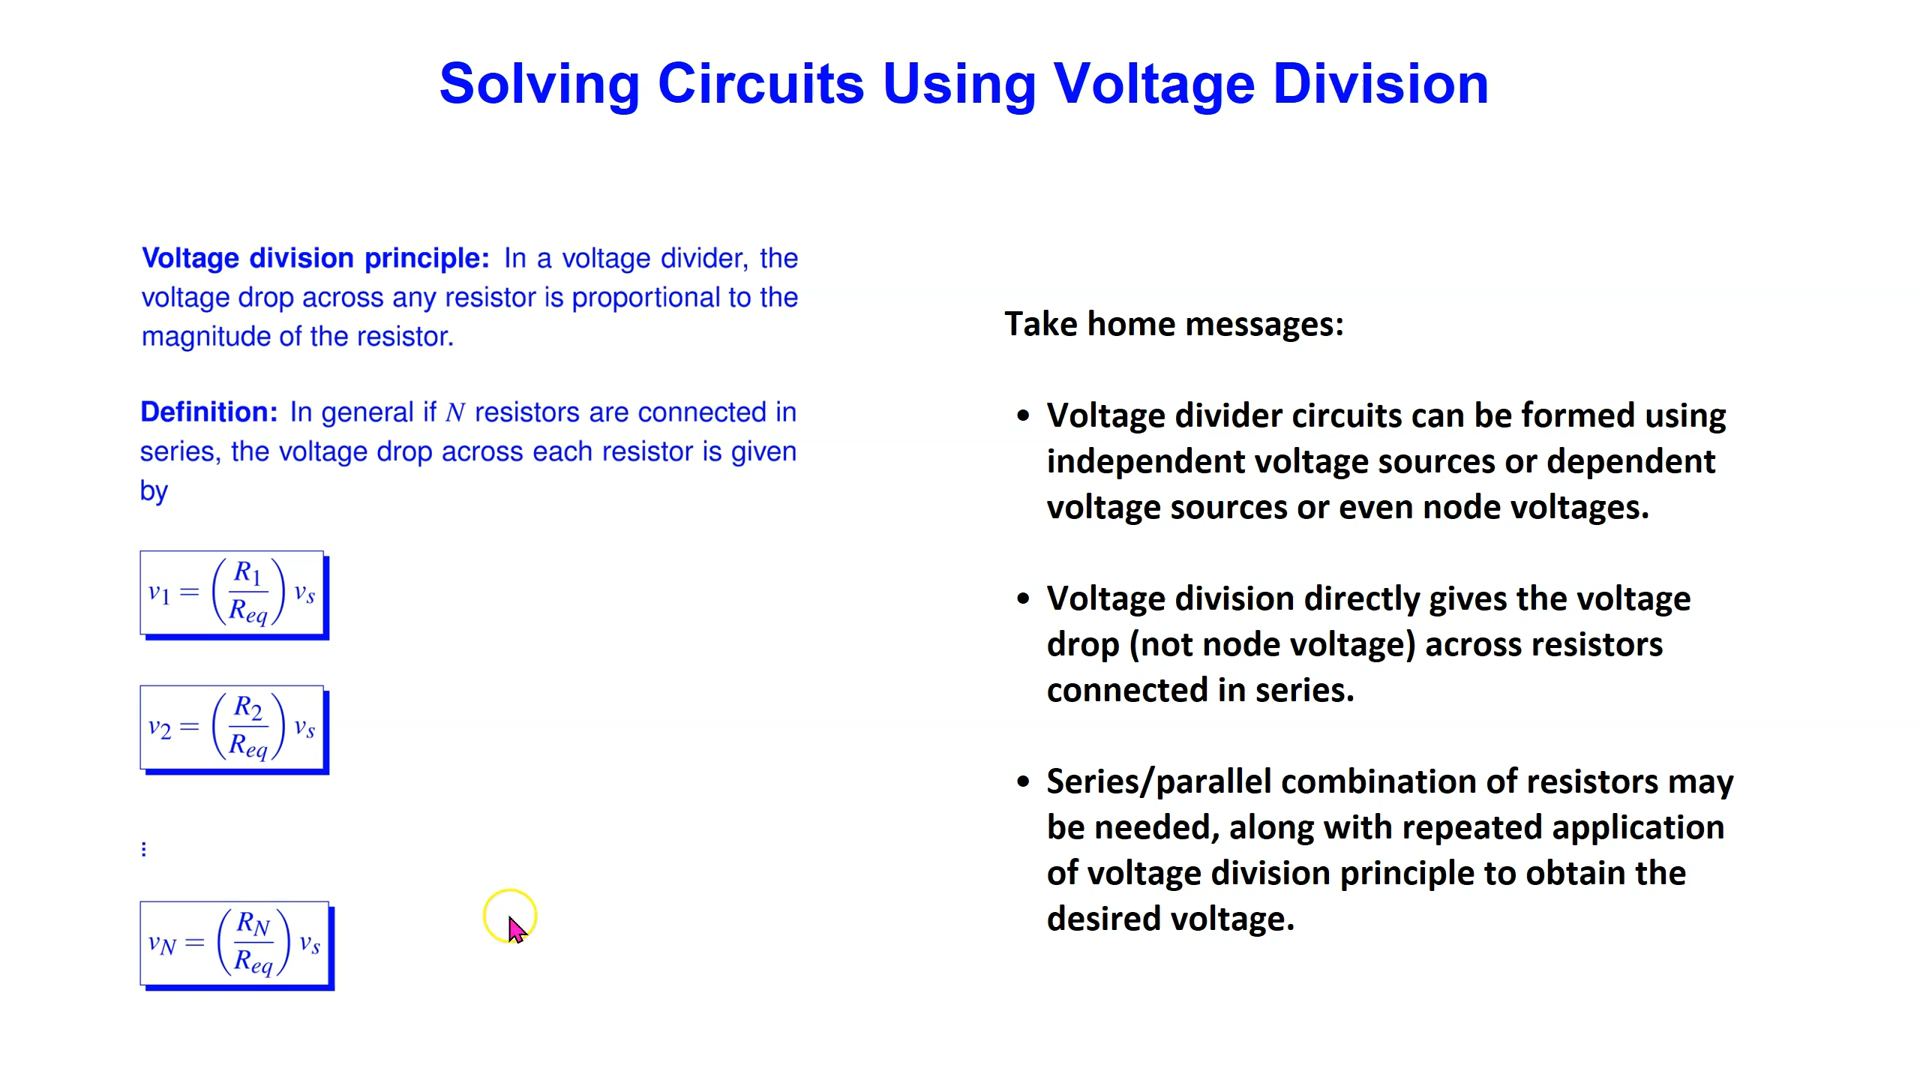 Solving Circuits Using Voltage Division
Voltage division principle: In a voltage divider, the
voltage drop across any resistor is proportional to the
magnitude of the resistor.
Definition: In general if N resistors are connected in
series, the voltage drop across each resistor is given
by
v₁ = (R₁/Rₑq) vₛ
v₂ = (R₂/Rₑq) vₛ
⋮
v_N = (R_N/Rₑq) vₛ
Take home messages:
• Voltage divider circuits can be formed using
independent voltage sources or dependent
voltage sources or even node voltages.
• Voltage division directly gives the voltage
drop (not node voltage) across resistors
connected in series.
• Series/parallel combination of resistors may
be needed, along with repeated application
of voltage division principle to obtain the
desired voltage.